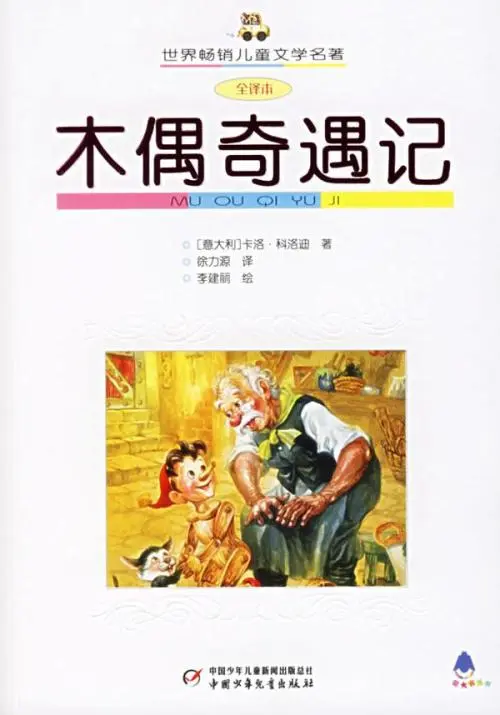 世界畅销儿童文学名著
全译本
木偶奇遇记
MU OU QI YU JI
[意大利]卡洛·科洛迪 著
徐力源 译
李建丽 绘
中国少年儿童新闻出版总社
中国少年儿童出版社